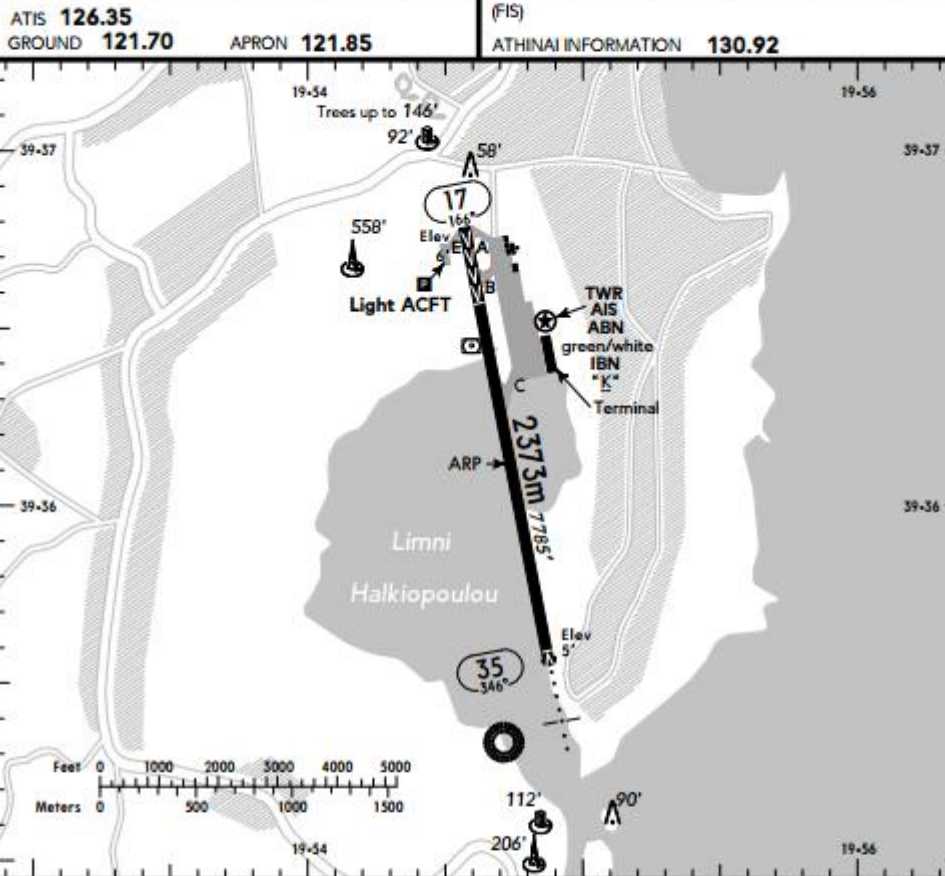 ATIS 126.35
GROUND 121.70 APRON 121.85
(FIS)
ATHINAI INFORMATION 130.92
19•54
19•56
Trees up to 146'
92'
39•37
58'
39•37
17
166°
558'
Elev
6'
E
A
B
Light ACFT
TWR
AIS
ABN
green/white
IBN
"K"
Terminal
C
2373m 7785'
ARP
39•36
39•36
Limni
Halkiopoulou
Elev
5'
35
346°
Feet 0 1000 2000 3000 4000 5000
Meters 0 500 1000 1500
112'
90'
206'
19•54
19•56